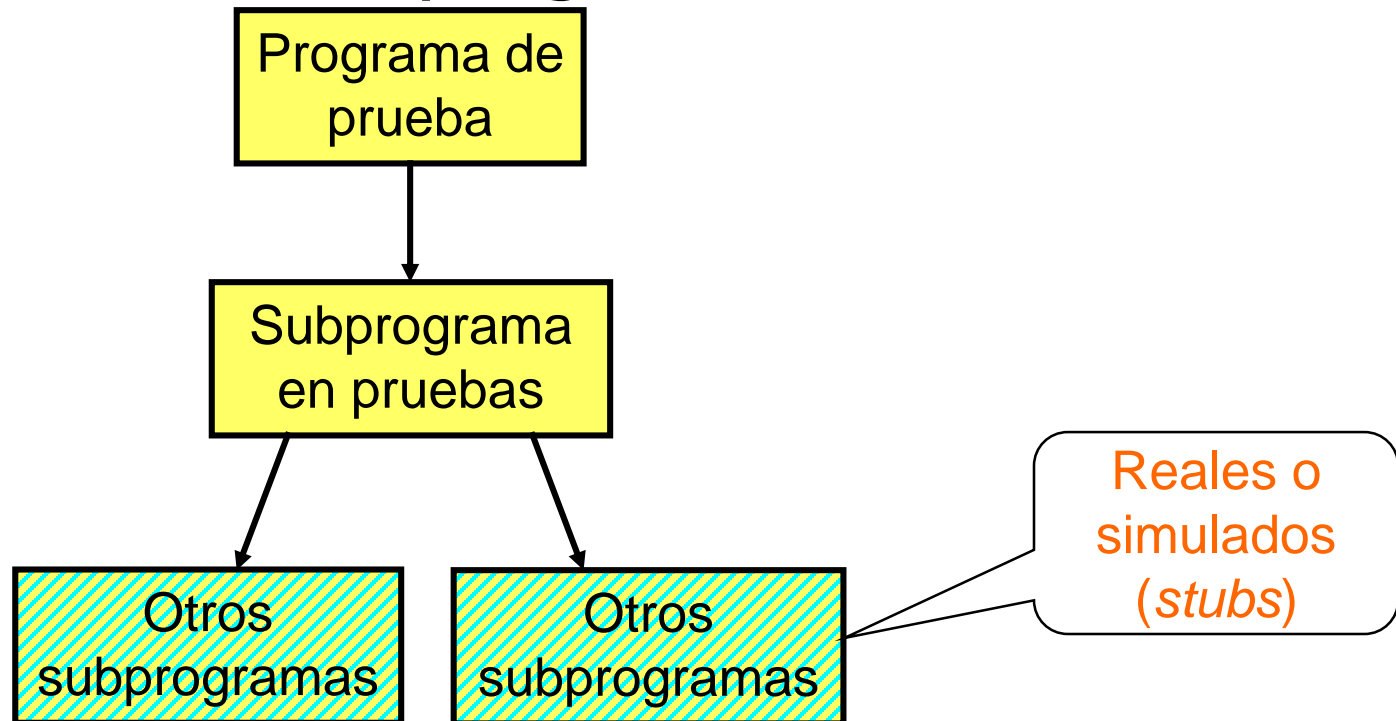 Programa de
prueba
Subprograma
en pruebas
Reales o
simulados
(stubs)
Otros
subprogramas
Otros
subprogramas